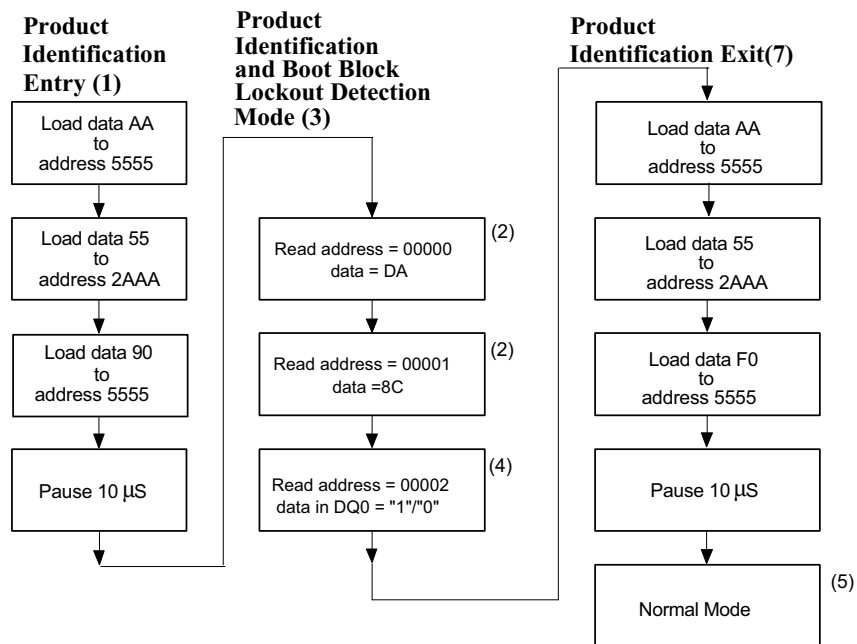 Product
Identification
Entry (1)
Load data AA
to
address 5555
Load data 55
to
address 2AAA
Load data 90
to
address 5555
Pause 10 µS
Product
Identification
and Boot Block
Lockout Detection
Mode (3)
Read address = 00000
data = DA
(2)
Read address = 00001
data =8C
(2)
Read address = 00002
data in DQ0 = "1"/"0"
(4)
Product
Identification Exit(7)
Load data AA
to
address 5555
Load data 55
to
address 2AAA
Load data F0
to
address 5555
Pause 10 µS
Normal Mode
(5)